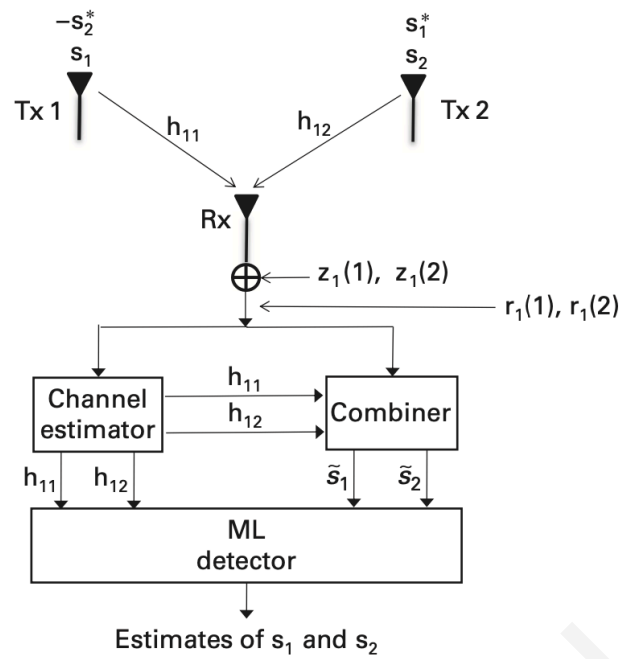 −s₂* s₁*
s₁ s₂
Tx 1 Tx 2
h₁₁ h₁₂
Rx
z₁(1), z₁(2)
r₁(1), r₁(2)
h₁₁
Channel
estimator
Combiner
h₁₂
h₁₁ h₁₂ s̃₁ s̃₂
ML
detector
Estimates of s₁ and s₂